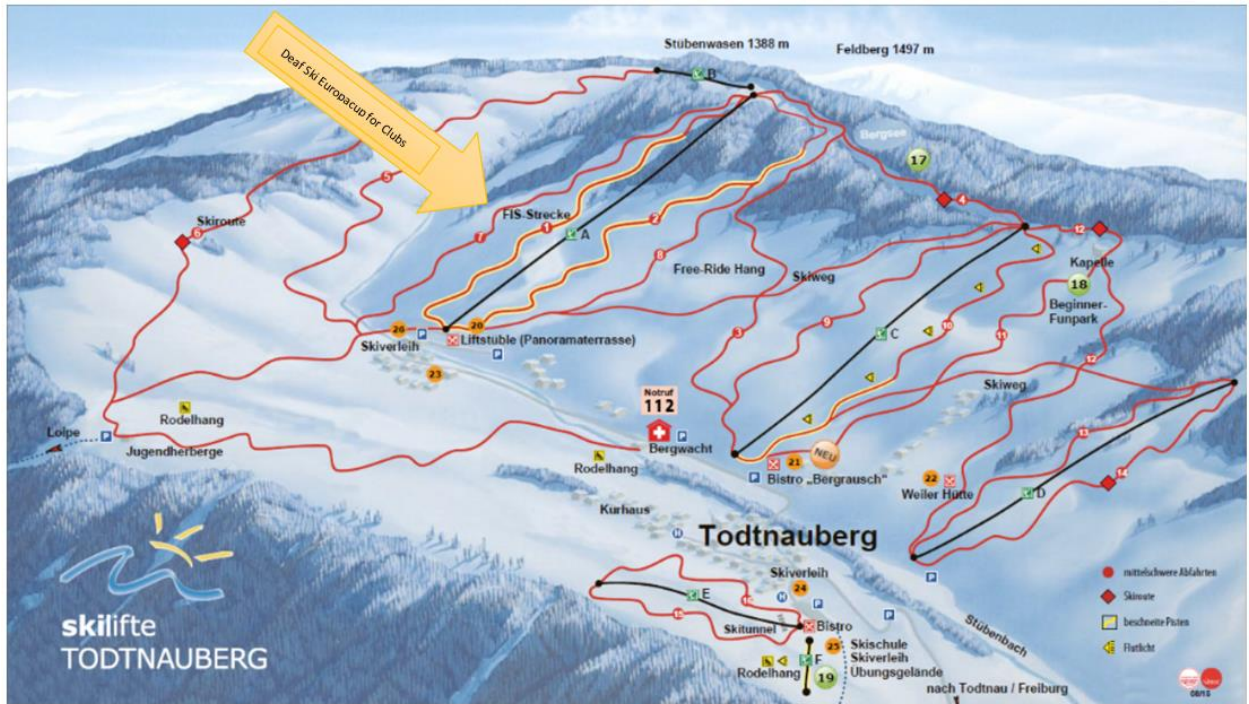 Deaf Ski Europacup for Clubs
Stübenwasen 1388 m
Feldberg 1497 m
B
Bergsee
17
5
4
Skiroute
6
FIS-Strecke
1
2
12
7
A
8
Kapelle
Free-Ride Hang
Skiweg
18
Beginner-
Funpark
9
10
11
3
C
20
P
20
Skiverleih
Liftstüble (Panoramaterrasse)
P
23
12
Skiweg
Notruf
112
Rodelhang
13
Loipe
P
Jugendherberge
P
Bergwacht
Rodelhang
NEU
21
P
Bistro „Bergrausch“
22
Weiler Hütte
14
D
Kurhaus
H
Todtnauberg
P
Skiverleih
24
H
P
P
E
16
15
Skitunnel
Bistro
25
Skischule
Skiverleih
Übungsgelände
Rodelhang
F
19
Stübenbach
nach Todtnau / Freiburg
mittelschwere Abfahrten
Skiroute
beschneite Pisten
Flutlicht
08/15
skilifte
TODTNAUBERG